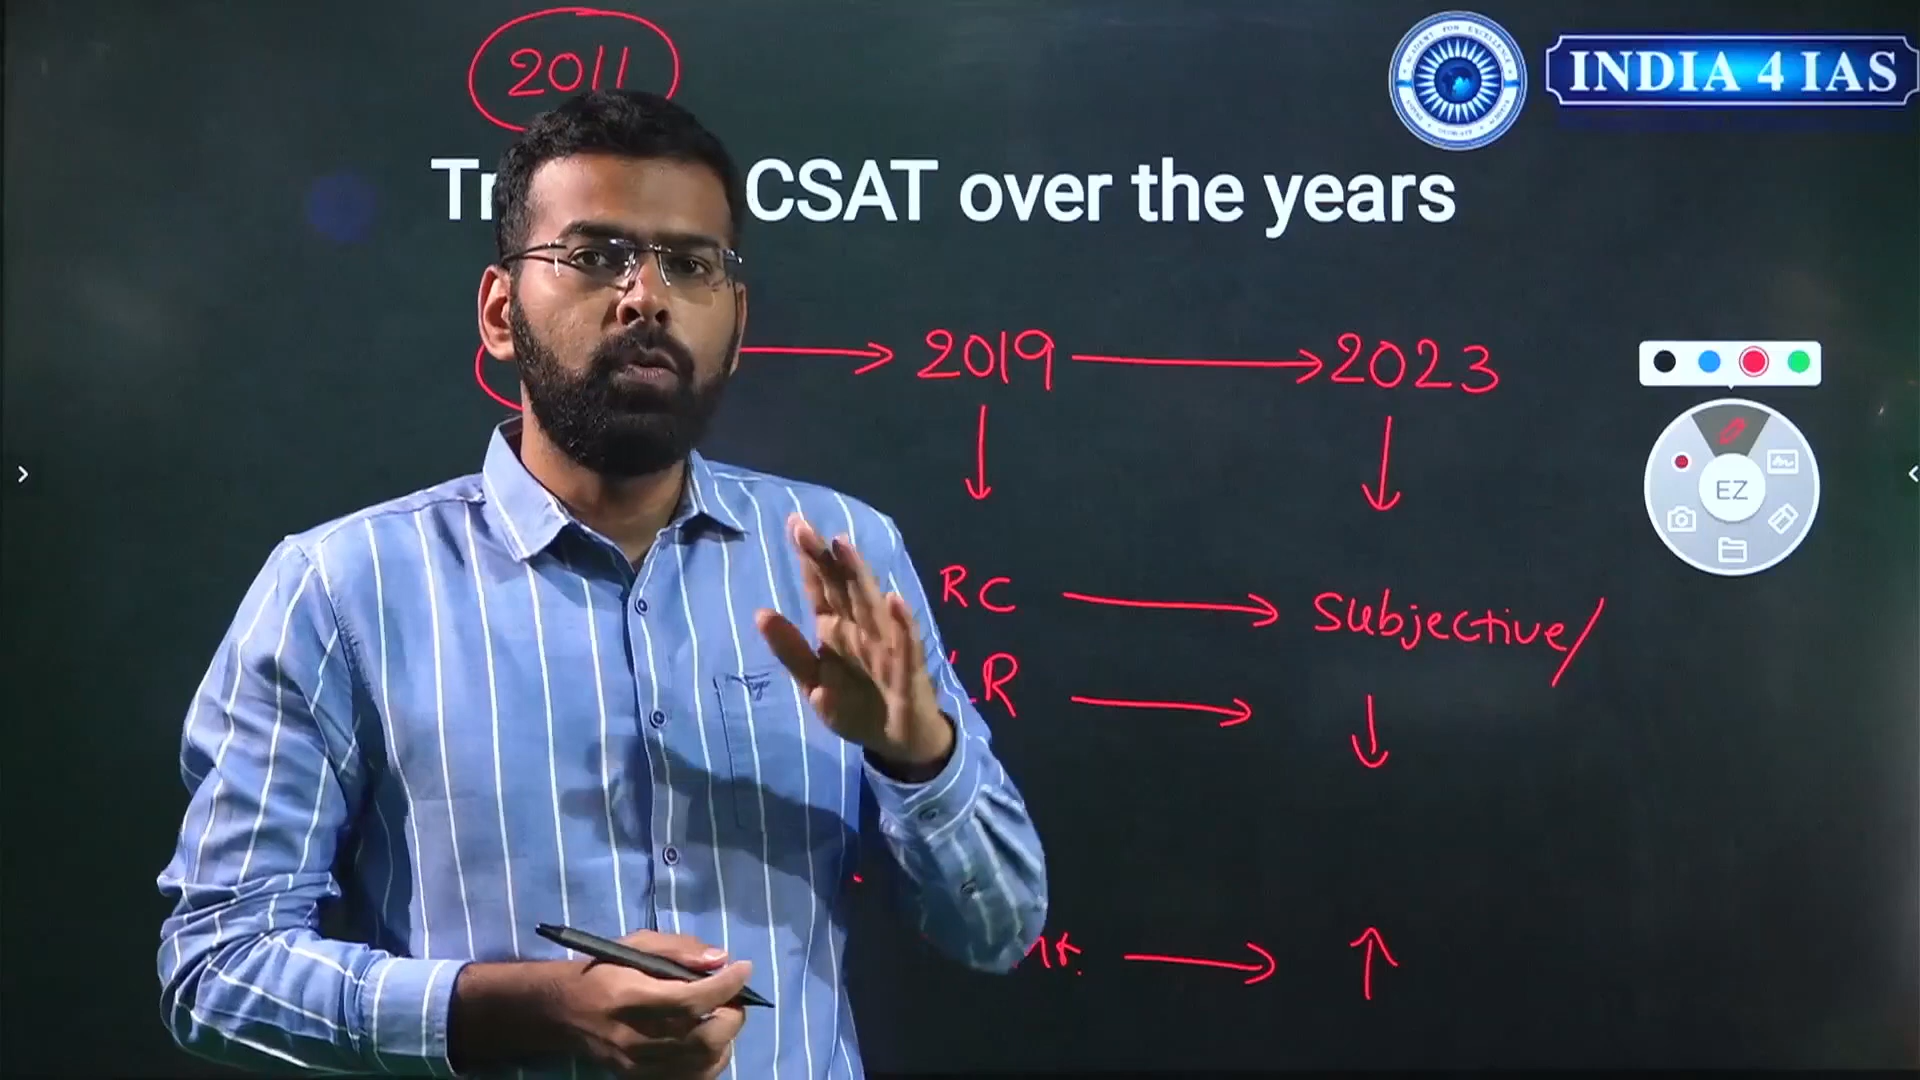 2011
INDIA 4 IAS
CSAT over the years
2019
2023
RC
Subjective/
EZ